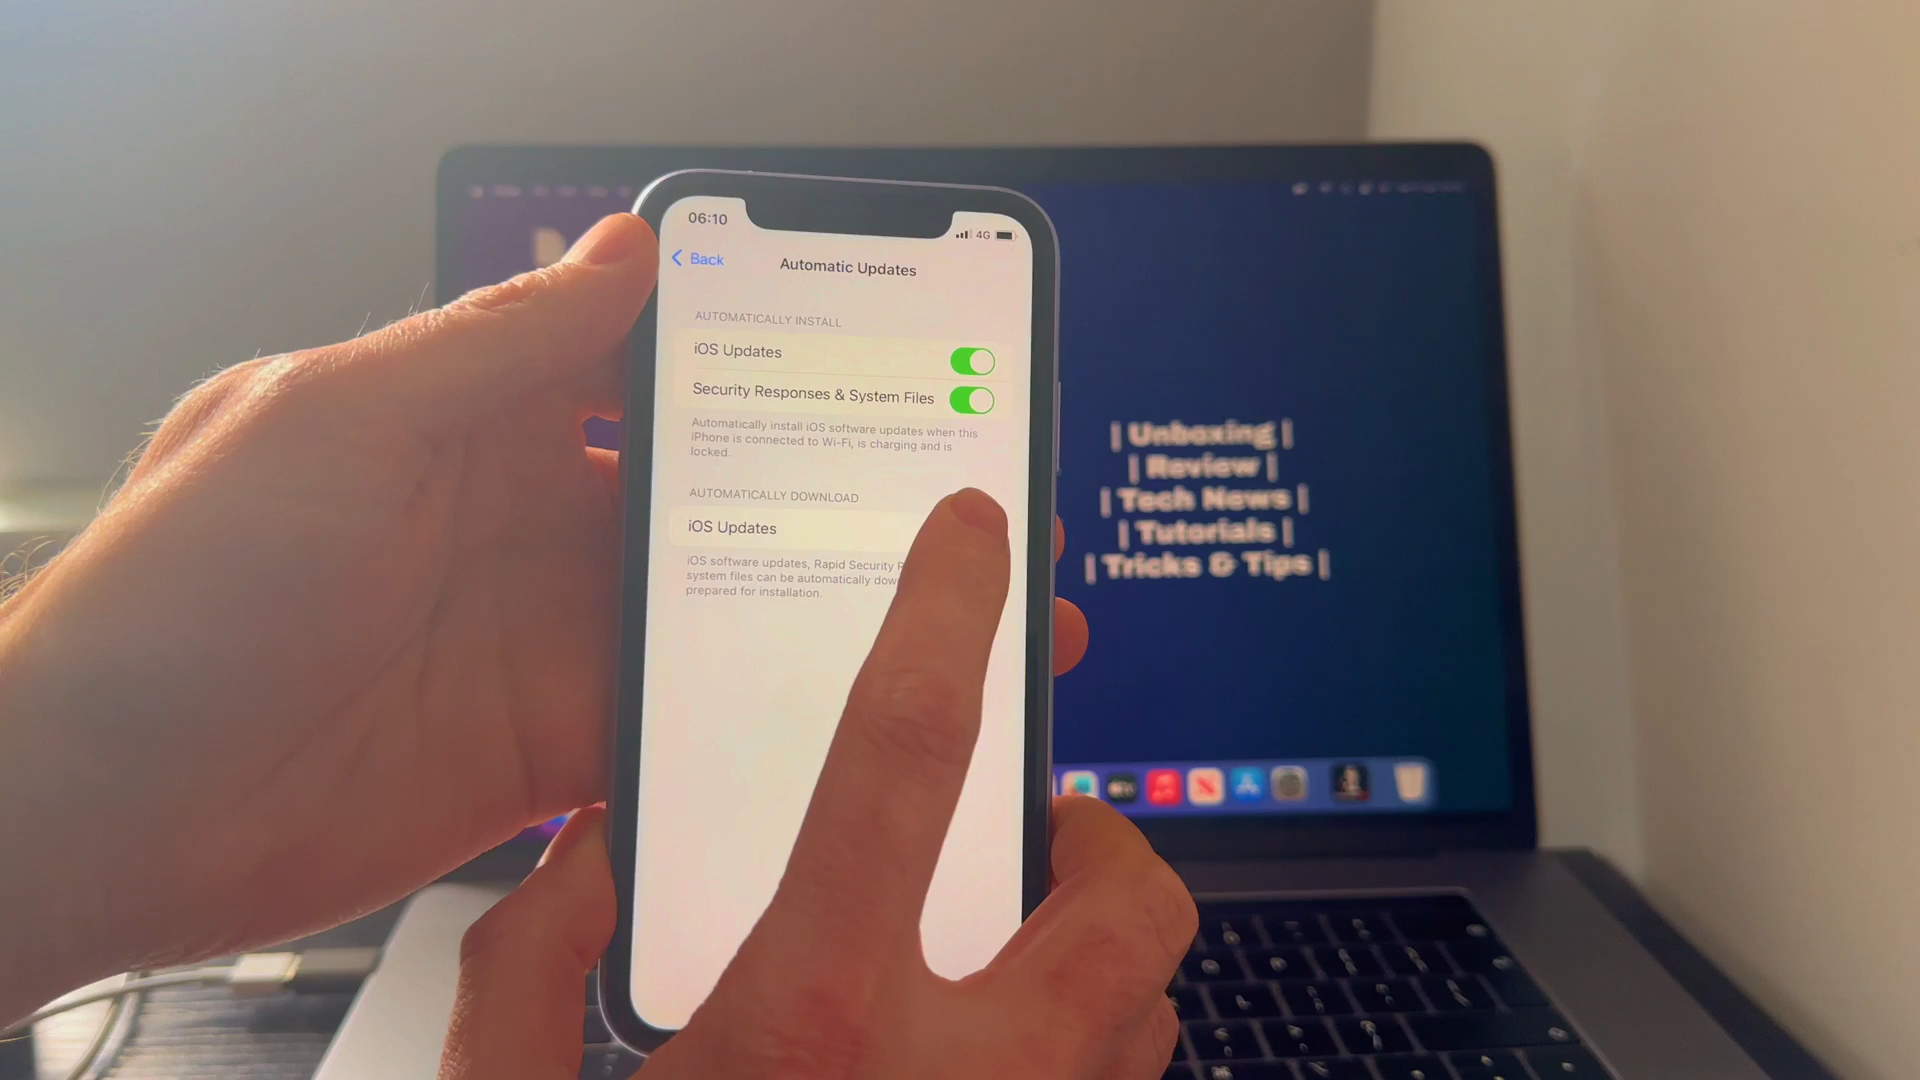 06:10
4G
Back
Automatic Updates
AUTOMATICALLY INSTALL
iOS Updates
Security Responses & System Files
Automatically install iOS software updates when this
iPhone is connected to Wi-Fi, is charging and is
locked.
AUTOMATICALLY DOWNLOAD
iOS Updates
iOS software updates, Rapid Security
system files can be automatically
prepared for installation.
| Unboxing |
| Review |
| Tech News |
| Tutorials |
| Tricks & Tips |